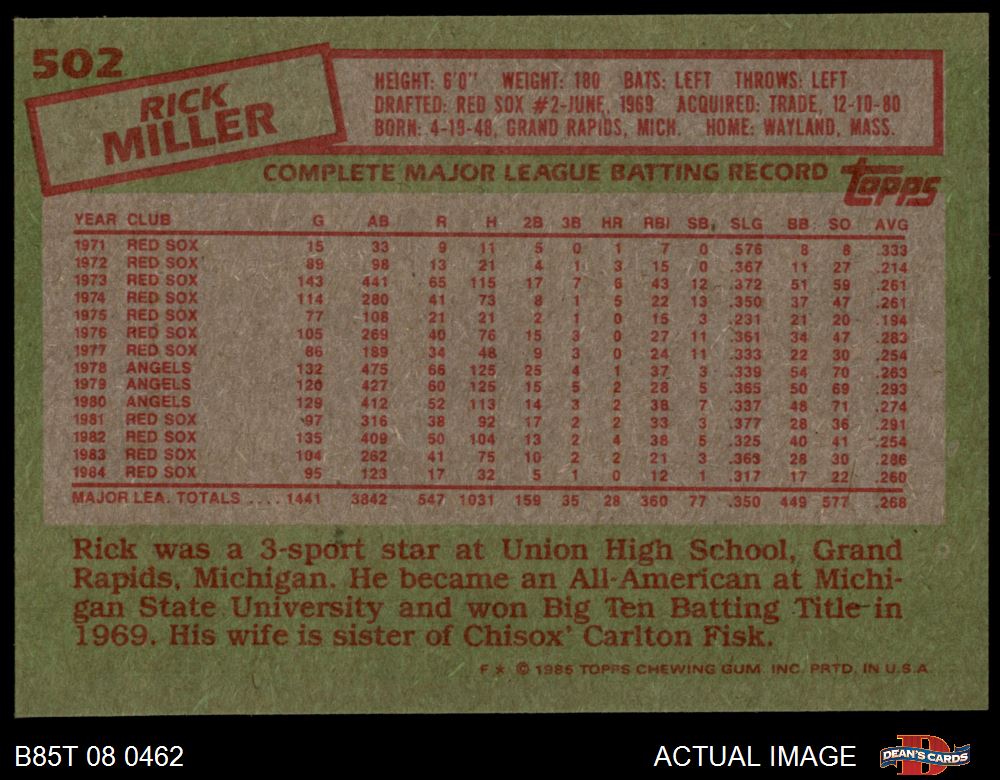 502
RICK
MILLER
HEIGHT: 6'0" WEIGHT: 180 BATS: LEFT THROWS: LEFT
DRAFTED: RED SOX #2-JUNE, 1969 ACQUIRED: TRADE, 12-10-80
BORN: 4-19-48, GRAND RAPIDS, MICH. HOME: WAYLAND, MASS.
COMPLETE MAJOR LEAGUE BATTING RECORD topps
YEAR CLUB G AB R H 2B 3B HR RBI SB SLG BB SO AVG
1971 RED SOX 15 33 9 11 5 0 1 7 0 .576 8 8 .333
1972 RED SOX 89 98 13 21 4 1 3 15 0 .367 11 27 .214
1973 RED SOX 143 441 65 115 17 7 6 43 12 .372 51 59 .261
1974 RED SOX 114 280 41 73 8 1 5 22 13 .350 37 47 .261
1975 RED SOX 77 108 21 21 2 1 0 15 3 .231 21 20 .194
1976 RED SOX 105 269 40 76 15 3 0 27 11 .361 34 47 .283
1977 RED SOX 86 189 34 48 9 3 0 24 11 .333 22 30 .254
1978 ANGELS 132 475 66 125 25 4 1 37 3 .339 54 70 .263
1979 ANGELS 120 427 60 125 15 5 2 28 5 .365 50 69 .293
1980 ANGELS 129 412 52 113 14 3 2 38 7 .337 48 71 .274
1981 RED SOX 97 316 38 92 17 2 2 33 3 .377 28 36 .291
1982 RED SOX 135 409 50 104 13 2 4 38 5 .325 40 41 .254
1983 RED SOX 104 262 41 75 10 2 2 21 3 .363 28 30 .286
1984 RED SOX 95 123 17 32 5 1 0 12 1 .317 17 22 .260
MAJOR LEA. TOTALS .... 1441 3842 547 1031 159 35 28 360 77 .350 449 577 .268
Rick was a 3-sport star at Union High School, Grand
Rapids, Michigan. He became an All-American at Michi-
gan State University and won Big Ten Batting Title in
1969. His wife is sister of Chisox' Carlton Fisk.
F * © 1985 TOPPS CHEWING GUM, INC. PRTD. IN U.S.A.
B85T 08 0462 ACTUAL IMAGE DEAN'S CARDS